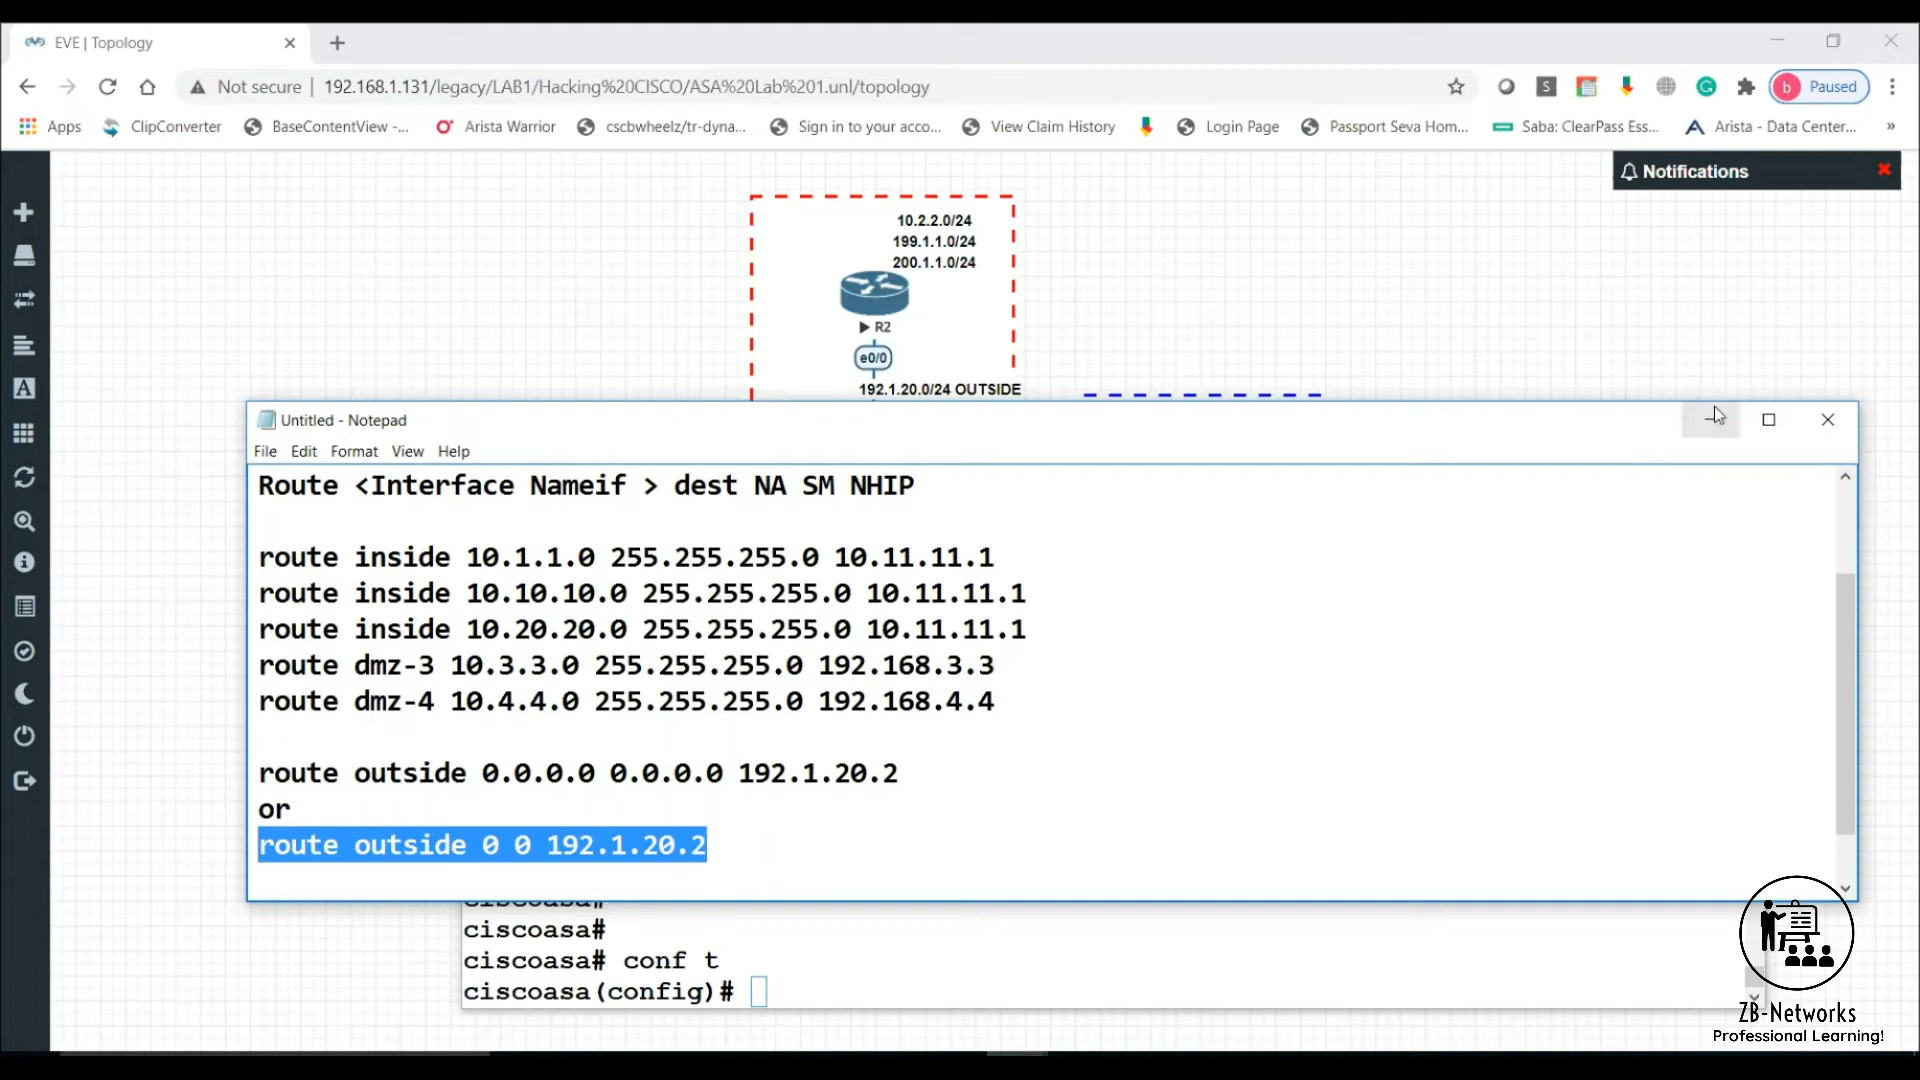 EVE | Topology
Not secure | 192.168.1.131/legacy/LAB1/Hacking%20CISCO/ASA%20Lab%201.unl/topology
S
b Paused
Apps ClipConverter BaseContentView -... Arista Warrior cscbwheelz/tr-dyna... Sign in to your acco... View Claim History Login Page Passport Seva Hom... Saba: ClearPass Ess... Arista - Data Center... »
Notifications
10.2.2.0/24
199.1.1.0/24
200.1.1.0/24
R2
e0/0
192.1.20.0/24 OUTSIDE
Untitled - Notepad
File Edit Format View Help
Route <Interface Nameif > dest NA SM NHIP
route inside 10.1.1.0 255.255.255.0 10.11.11.1
route inside 10.10.10.0 255.255.255.0 10.11.11.1
route inside 10.20.20.0 255.255.255.0 10.11.11.1
route dmz-3 10.3.3.0 255.255.255.0 192.168.3.3
route dmz-4 10.4.4.0 255.255.255.0 192.168.4.4
route outside 0.0.0.0 0.0.0.0 192.1.20.2
or
route outside 0 0 192.1.20.2
ciscoasa#
ciscoasa#
ciscoasa# conf t
ciscoasa(config)#
ZB-Networks
Professional Learning!